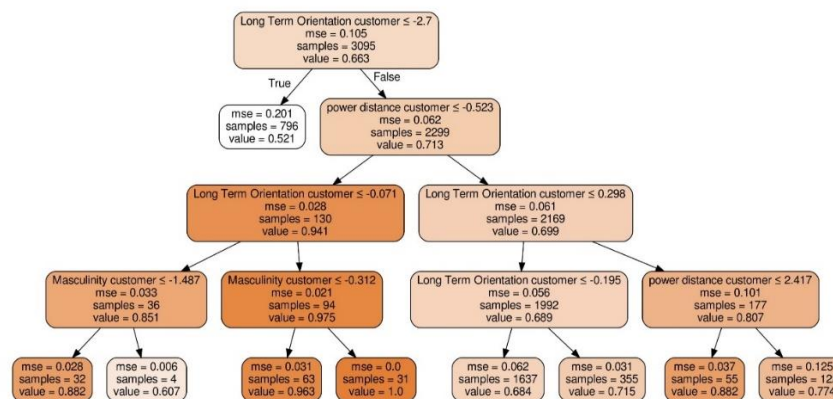 Long Term Orientation customer ≤ -2.7
mse = 0.105
samples = 3095
value = 0.663
True
False
mse = 0.201
samples = 796
value = 0.521
power distance customer ≤ -0.523
mse = 0.062
samples = 2299
value = 0.713
Long Term Orientation customer ≤ -0.071
mse = 0.028
samples = 130
value = 0.941
Long Term Orientation customer ≤ 0.298
mse = 0.061
samples = 2169
value = 0.699
Masculinity customer ≤ -1.487
mse = 0.033
samples = 36
value = 0.851
Masculinity customer ≤ -0.312
mse = 0.021
samples = 94
value = 0.975
Long Term Orientation customer ≤ -0.195
mse = 0.056
samples = 1992
value = 0.689
power distance customer ≤ 2.417
mse = 0.101
samples = 177
value = 0.807
mse = 0.028
samples = 32
value = 0.882
mse = 0.006
samples = 4
value = 0.607
mse = 0.031
samples = 63
value = 0.963
mse = 0.0
samples = 31
value = 1.0
mse = 0.062
samples = 1637
value = 0.684
mse = 0.031
samples = 355
value = 0.715
mse = 0.037
samples = 55
value = 0.882
mse = 0.125
samples = 12
value = 0.774